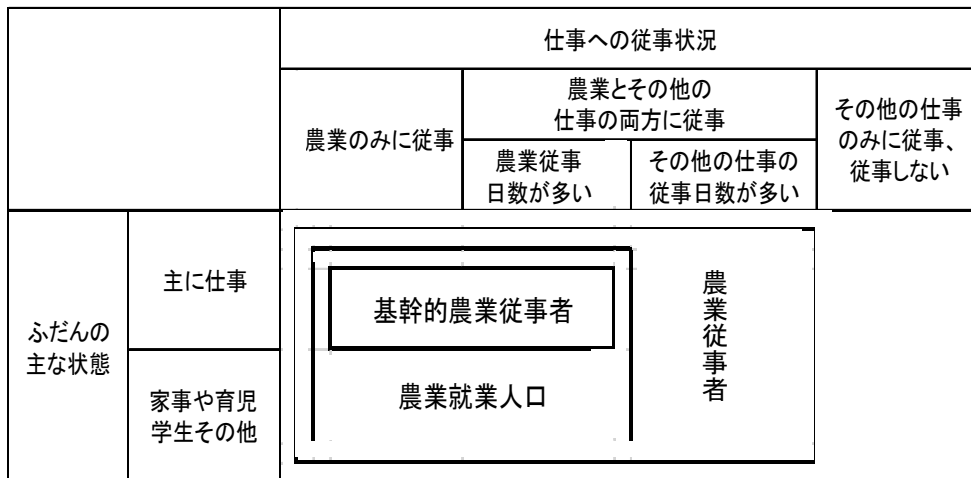 仕事への従事状況
農業のみに従事
農業とその他の
仕事の両方に従事
農業従事
日数が多い
その他の仕事の
従事日数が多い
その他の仕事
のみに従事、
従事しない
ふだんの
主な状態
主に仕事
家事や育児
学生その他
基幹的農業従事者
農業就業人口
農業従事者